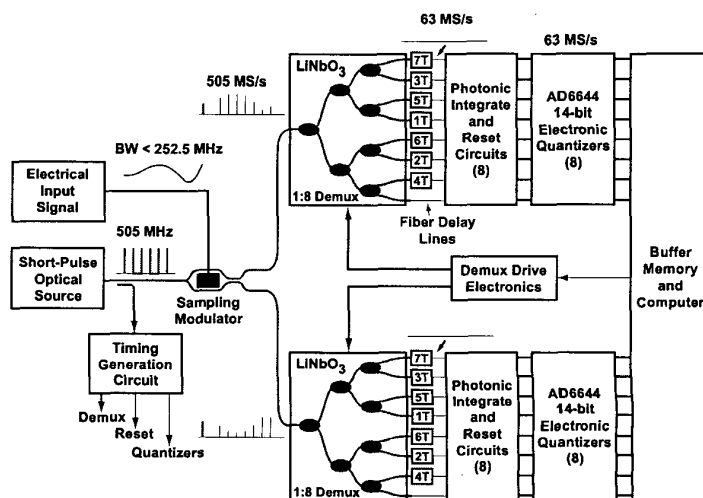 63 MS/s
63 MS/s
505 MS/s
LiNbO3
7T
3T
5T
1T
6T
2T
4T
Photonic
Integrate
and
Reset
Circuits
(8)
AD6644
14-bit
Electronic
Quantizers
(8)
BW < 252.5 MHz
Electrical
Input
Signal
1:8 Demux
Fiber Delay
Lines
505 MHz
Short-Pulse
Optical
Source
Sampling
Modulator
Demux Drive
Electronics
Buffer
Memory
and
Computer
Timing
Generation
Circuit
Demux
Reset
Quantizers
63 MS/s
LiNbO3
7T
3T
5T
1T
6T
2T
4T
Photonic
Integrate
and
Reset
Circuits
(8)
AD6644
14-bit
Electronic
Quantizers
(8)
1:8 Demux